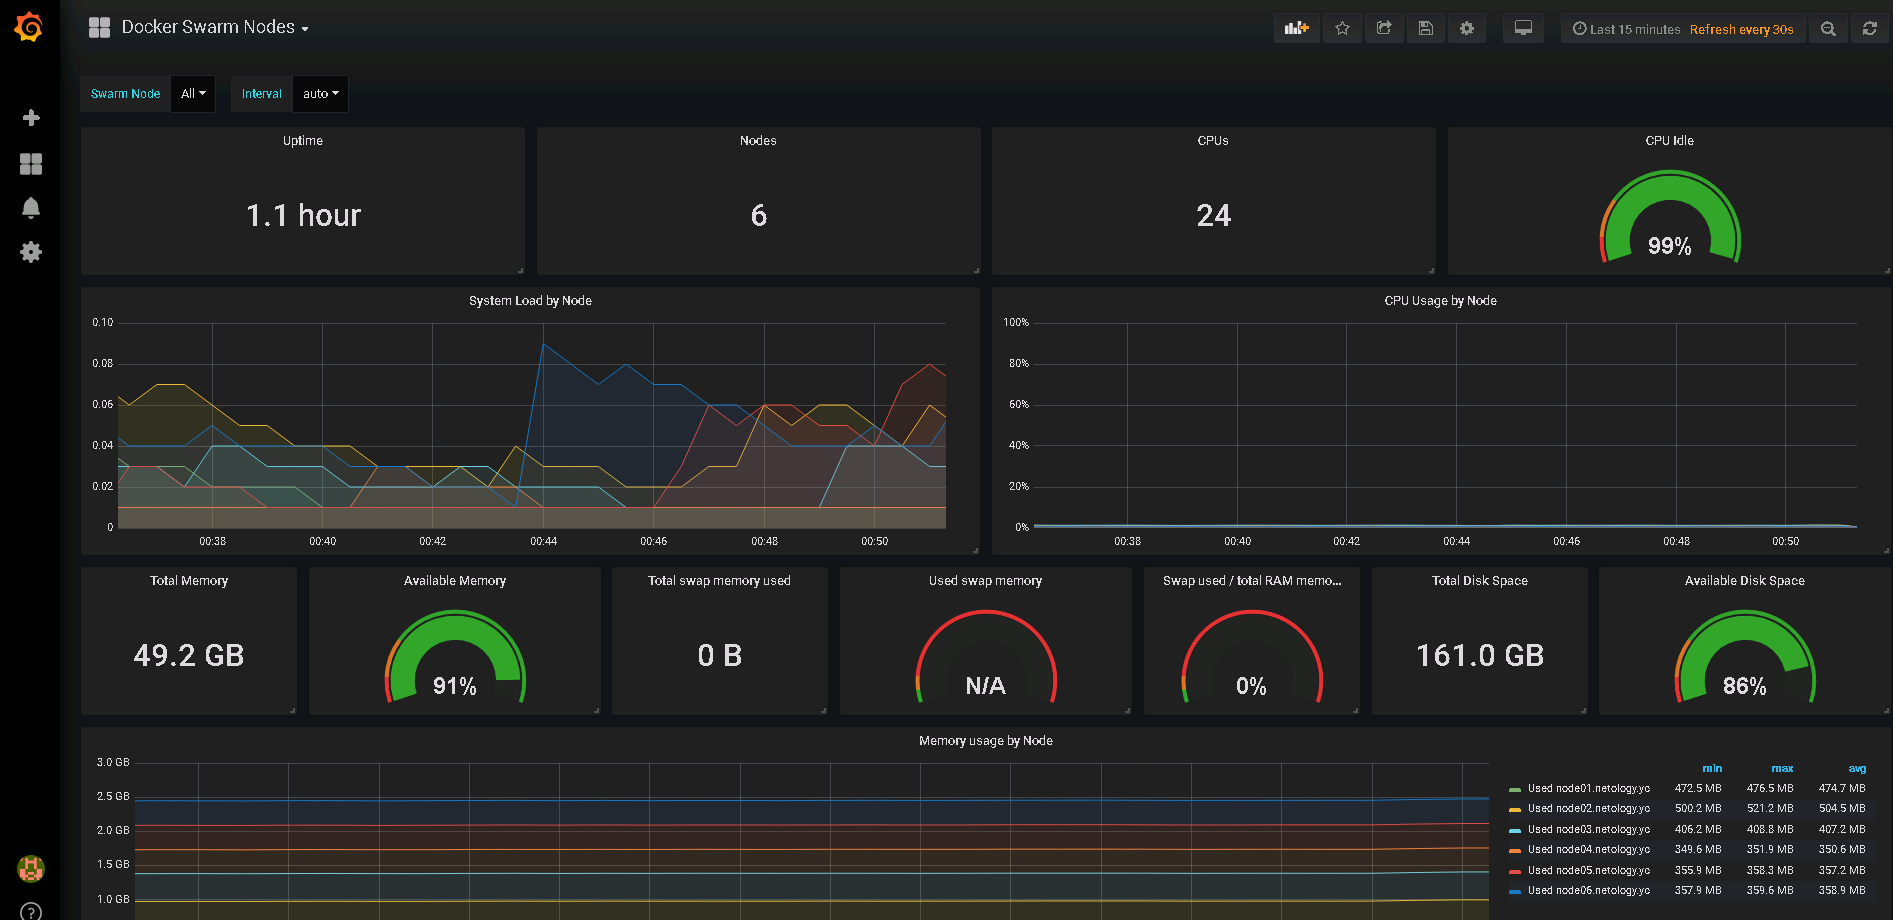 Docker Swarm Nodes
Last 15 minutes Refresh every 30s
Swarm Node All Interval auto
Uptime Nodes CPUs CPU Idle
1.1 hour 6 24 99%
System Load by Node
0.10
0.08
0.06
0.04
0.02
0
00:38 00:40 00:42 00:44 00:46 00:48 00:50
CPU Usage by Node
100%
80%
60%
40%
20%
0%
00:38 00:40 00:42 00:44 00:46 00:48 00:50
Total Memory Available Memory Total swap memory used Used swap memory Swap used / total RAM memo... Total Disk Space Available Disk Space
49.2 GB 91% 0 B N/A 0% 161.0 GB 86%
Memory usage by Node
3.0 GB
2.5 GB
2.0 GB
1.5 GB
1.0 GB
min max avg
Used node01.netology.yc 472.5 MB 476.5 MB 474.7 MB
Used node02.netology.yc 500.2 MB 521.2 MB 504.5 MB
Used node03.netology.yc 406.2 MB 408.8 MB 407.2 MB
Used node04.netology.yc 349.6 MB 351.9 MB 350.6 MB
Used node05.netology.yc 355.9 MB 358.3 MB 357.2 MB
Used node06.netology.yc 357.9 MB 359.6 MB 358.9 MB
?